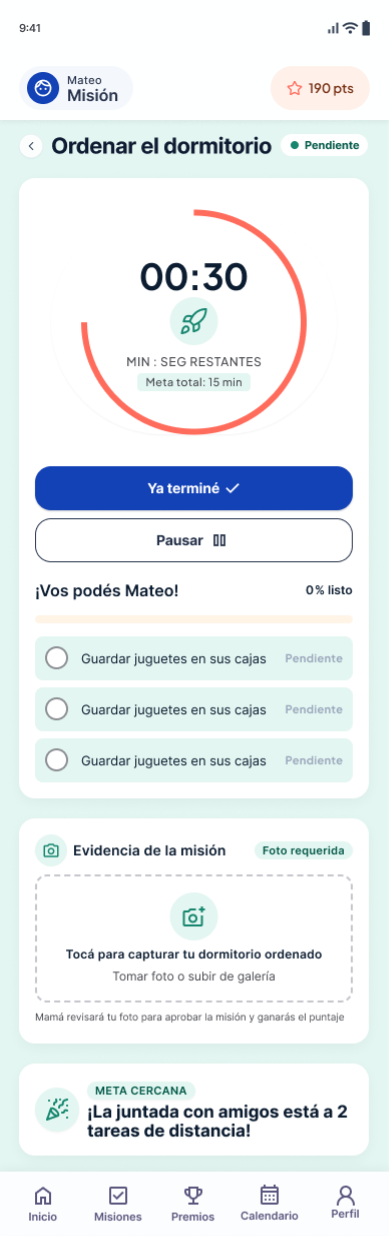 9:41
Mateo
Misión
190 pts
Ordenar el dormitorio
Pendiente
00:30
MIN : SEG RESTANTES
Meta total: 15 min
Ya terminé
Pausar
¡Vos podés Mateo!
0% listo
Guardar juguetes en sus cajas
Pendiente
Guardar juguetes en sus cajas
Pendiente
Guardar juguetes en sus cajas
Pendiente
Evidencia de la misión
Foto requerida
Tocá para capturar tu dormitorio ordenado
Tomar foto o subir de galería
Mamá revisará tu foto para aprobar la misión y ganarás el puntaje
META CERCANA
¡La juntada con amigos está a 2
tareas de distancia!
Inicio
Misiones
Premios
Calendario
Perfil